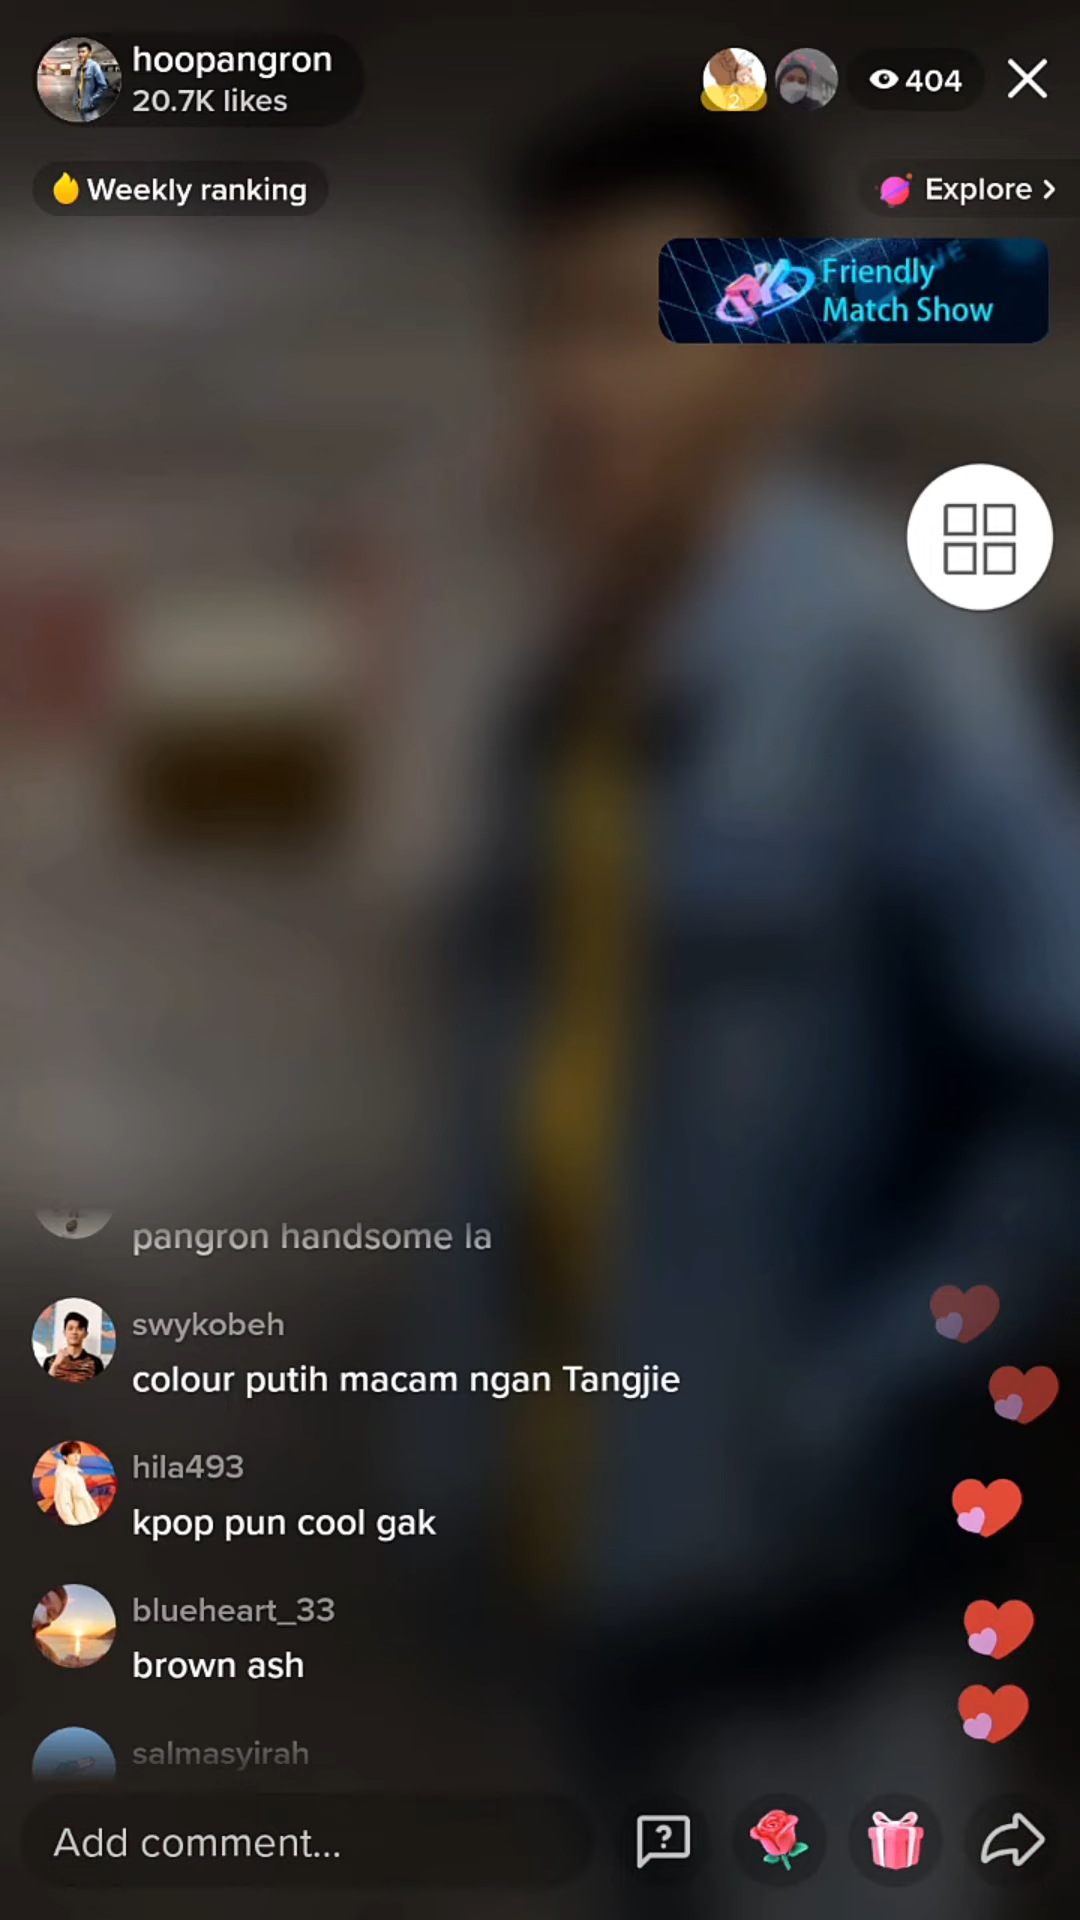 hoopangron
20.7K likes
2
404
Weekly ranking
Explore >
Friendly
Match Show
pangron handsome la
swykobeh
colour putih macam ngan Tangjie
hila493
kpop pun cool gak
blueheart_33
brown ash
salmasyirah
Add comment...